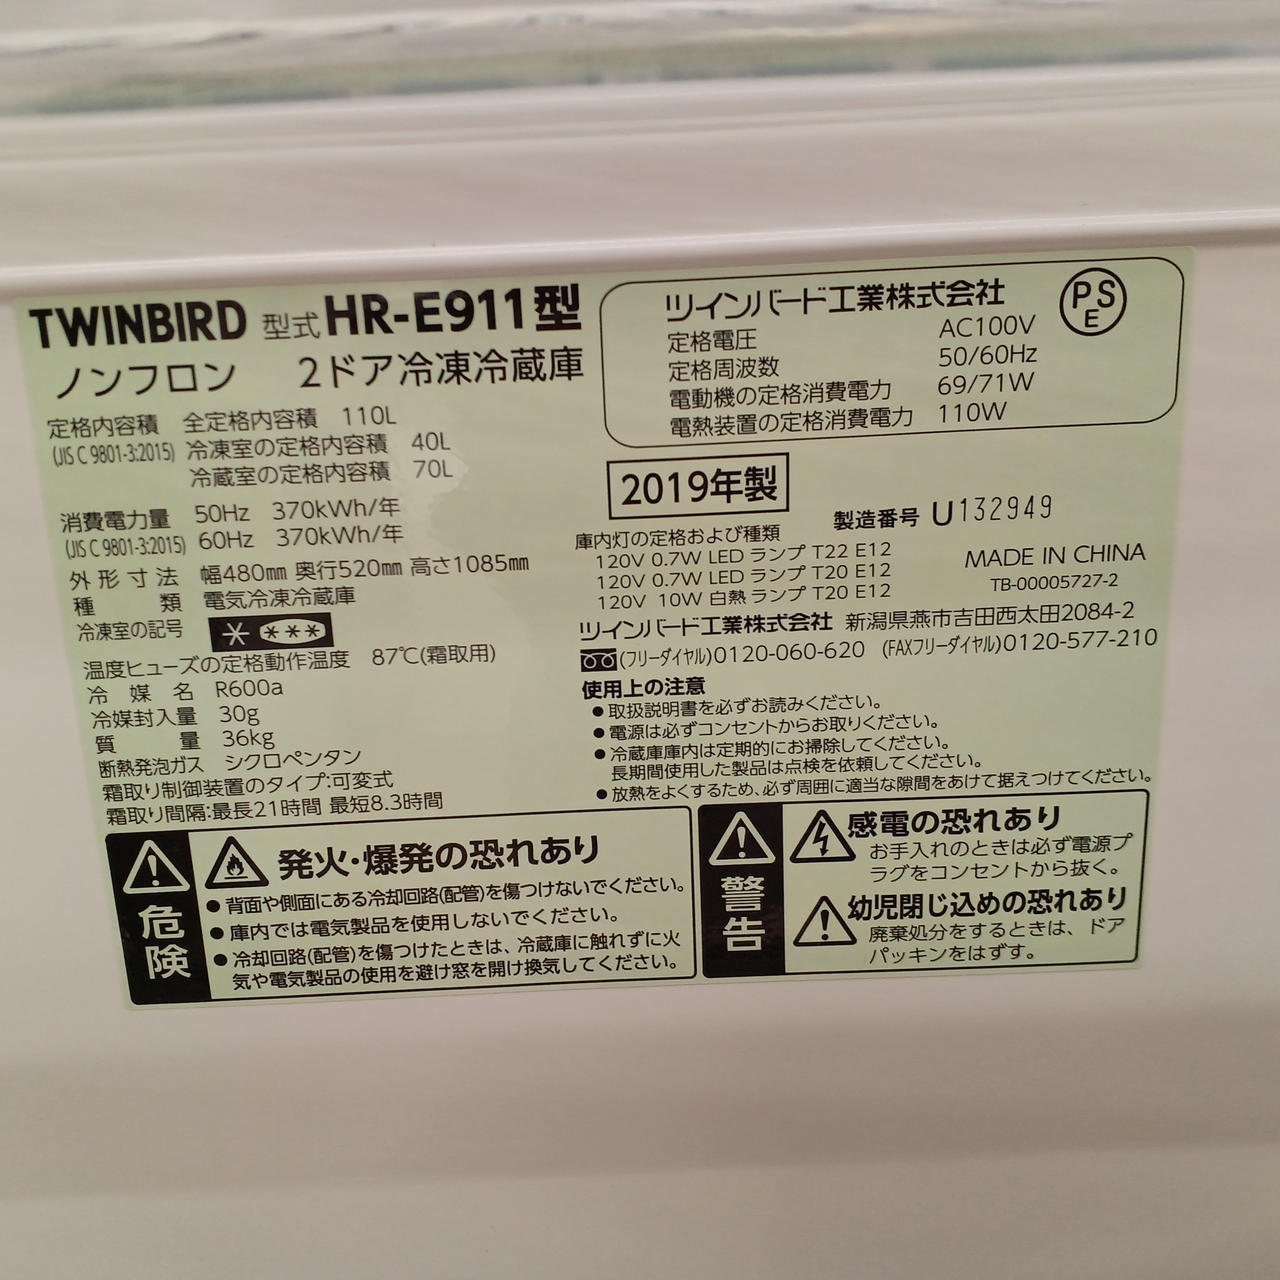 TWINBIRD 型式 HR-E911型
ノンフロン 2ドア冷凍冷蔵庫
定格内容積 全定格内容積 110L
(JIS C 9801-3:2015) 冷凍室の定格内容積 40L
冷蔵室の定格内容積 70L
消費電力量 50Hz 370kWh/年
(JIS C 9801-3:2015) 60Hz 370kWh/年
外形寸法 幅480mm 奥行520mm 高さ1085mm
種類 電気冷凍冷蔵庫
冷凍室の記号 * ***
温度ヒューズの定格動作温度 87℃(霜取用)
冷媒名 R600a
冷媒封入量 30g
質量 36kg
断熱発泡ガス シクロペンタン
霜取り制御装置のタイプ:可変式
霜取り間隔:最長21時間 最短8.3時間
ツインバード工業株式会社
PSE
定格電圧 AC100V
定格周波数 50/60Hz
電動機の定格消費電力 69/71W
電熱装置の定格消費電力 110W
2019年製
製造番号 U132949
庫内灯の定格および種類
120V 0.7W LED ランプ T22 E12
120V 0.7W LED ランプ T20 E12
120V 10W 白熱 ランプ T20 E12
MADE IN CHINA
TB-00005727-2
ツインバード工業株式会社 新潟県燕市吉田西太田2084-2
(フリーダイヤル)0120-060-620 (FAXフリーダイヤル)0120-577-210
使用上の注意
●取扱説明書を必ずお読みください。
●電源は必ずコンセントからお取りください。
●冷蔵庫庫内は定期的にお掃除してください。
長期間使用した製品は点検を依頼してください。
●放熱をよくするため、必ず周囲に適当な隙間をあけて据えつけてください。
危険
発火・爆発の恐れあり
●背面や側面にある冷却回路(配管)を傷つけないでください。
●庫内では電気製品を使用しないでください。
●冷却回路(配管)を傷つけたときは、冷蔵庫に触れずに火
気や電気製品の使用を避け窓を開け換気してください。
警告
感電の恐れあり
お手入れのときは必ず電源プ
ラグをコンセントから抜く。
幼児閉じ込めの恐れあり
廃棄処分をするときは、ドア
パッキンをはずす。